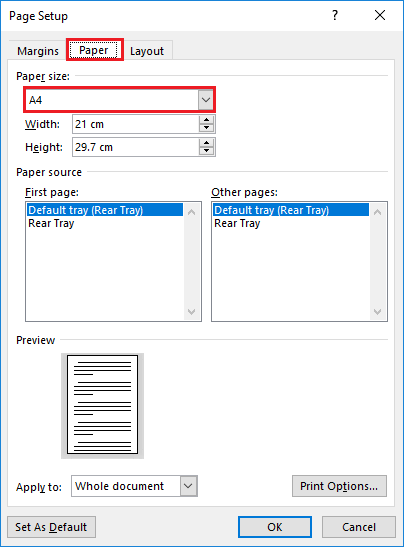 Page Setup
Margins Paper Layout
Paper size:
A4
Width: 21 cm
Height: 29.7 cm
Paper source
First page: Other pages:
Default tray (Rear Tray) Default tray (Rear Tray)
Rear Tray Rear Tray
Preview
Apply to: Whole document Print Options...
Set As Default OK Cancel